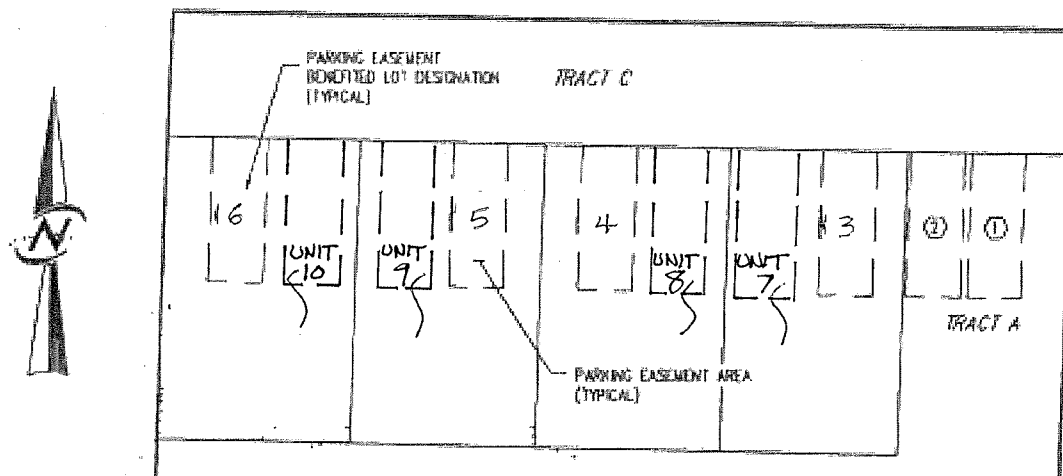 PARKING EASEMENT
BENEFITED LOT DESIGNATION
(TYPICAL)
TRACT C
N
6
UNIT
10
UNIT
9
5
4
UNIT
8
UNIT
7
3
2
1
TRACT A
PARKING EASEMENT AREA
(TYPICAL)